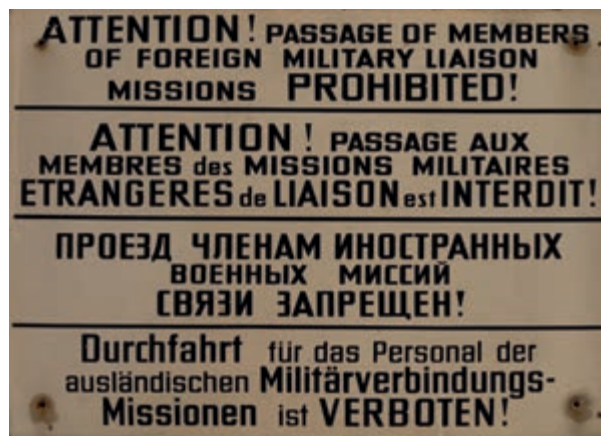 ATTENTION! PASSAGE OF MEMBERS
OF FOREIGN MILITARY LIAISON
MISSIONS PROHIBITED!
ATTENTION! PASSAGE AUX
MEMBRES des MISSIONS MILITAIRES
ETRANGERES de LIAISON est INTERDIT!
ПРОЕЗД ЧЛЕНАМ ИНОСТРАННЫХ
ВОЕННЫХ МИССИЙ
СВЯЗИ ЗАПРЕЩЕН!
Durchfahrt für das Personal der
ausländischen Militärverbindungs-
Missionen ist VERBOTEN!